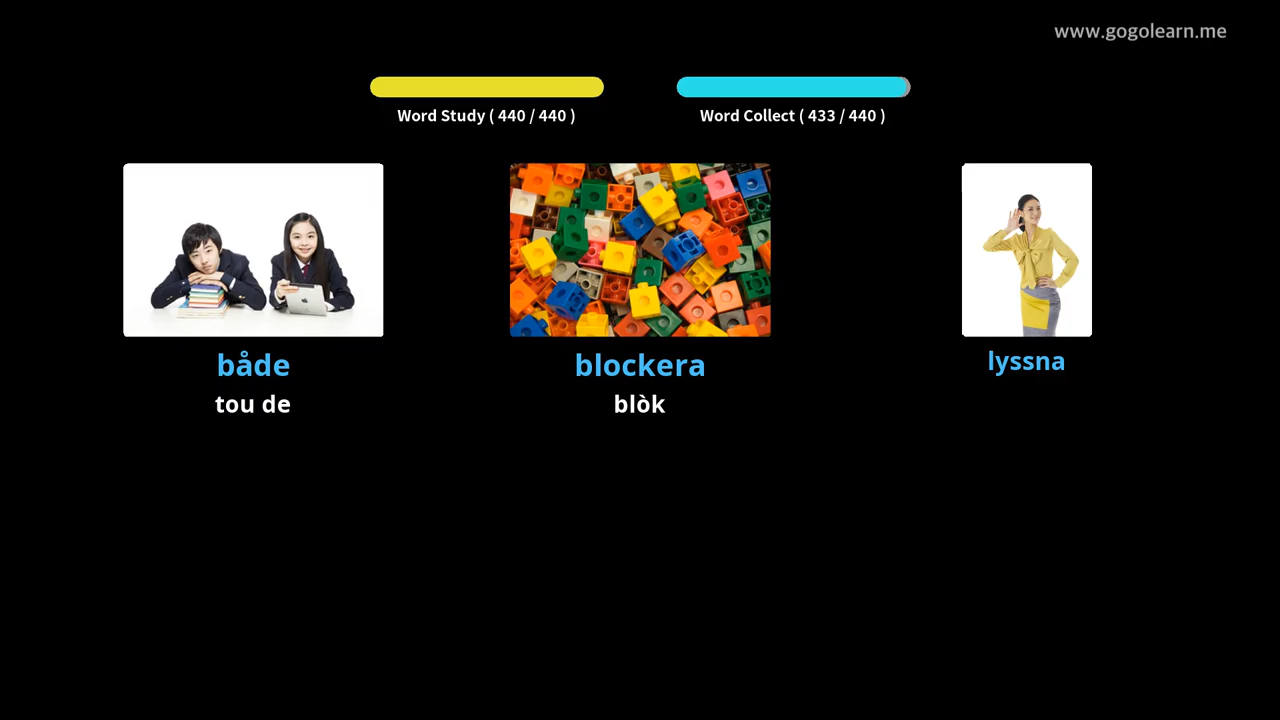 www.gogolearn.me
Word Study ( 440 / 440 )
Word Collect ( 433 / 440 )
både
blockera
lyssna
tou de
blòk